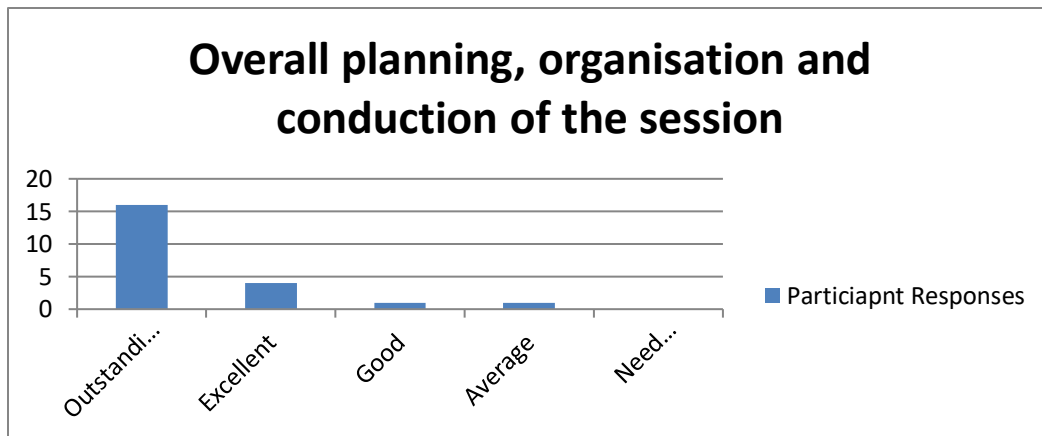 Overall planning, organisation and
conduction of the session
20
15
10
5
0
Outstandi...
Excellent
Good
Average
Need...
Particiapnt Responses